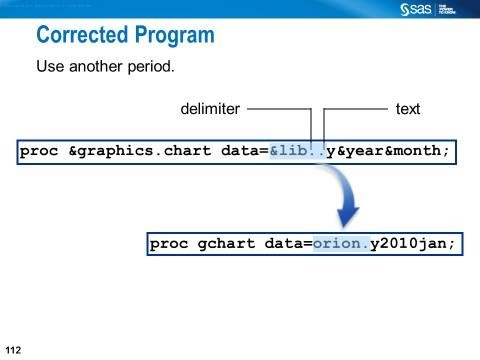 sas THE POWER TO KNOW.
Corrected Program
Use another period.
delimiter text
proc &graphics.chart data=&lib..y&year&month;
proc gchart data=orion.y2010jan;
112